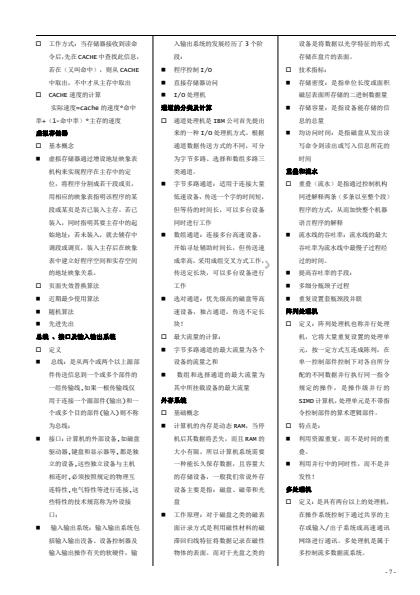 □ 工作方式：当存储器接收到读命
令后,先在 CACHE 中查找此信息,
若在（又叫命中），则从 CACHE
中取出，不中才从主存中取出
□ CACHE 速度的计算
实际速度=cache 的速度*命中
率+（1-命中率）*主存的速度
虚拟存储器
□ 基本概念
■ 虚拟存储器通过增设地址映象表
机构来实现程序在主存中的定
位，将程序分割成若干段或页，
用相应的映象表指明该程序的某
段或某页是否已装入主存。若已
装入，同时指明其要主存中的起
始地址；若未装入，就去辅存中
调段或调页，装入主存后在映象
表中建立好程序空间和实存空间
的地址映象关系。
□ 页面失效替换算法
■ 近期最少使用算法
■ 随机算法
■ 先进先出
总线 、接口及输入输出系统
□ 定义
■ 总线：是从两个或两个以上源部
件传送信息到一个或多个部件的
一组传输线,如果一根传输线仅
用于连接一个源部件(输出)和一
个或多个目的部件(输入)则不称
为总线;
■ 接口：计算机的外部设备,如磁盘
驱动器,键盘和显示器等,都是独
立的设备,这些独立设备与主机
相连时,必须按照规定的物理互
连特性,电气特性等进行连接,这
些特性的技术规范称为外设接
口;
■ 输入输出系统：输入输出系统包
括输入输出设备、设备控制器及
输入输出操作有关的软硬件。输
入输出系统的发展经历了 3 个阶
段：
■ 程序控制 I/O
■ 直接存储器访问
■ I/O 处理机
通道的分类及计算
□ 通道处理机是 IBM 公司首先提出
来的一种 I/O 处理机方式。根据
通道数据传送方式的不同，可分
为字节多路、选择和数组多路三
类通道。
■ 字节多路通道：适用于连接大量
低速设备，传送一个字的时间短，
但等待的时间长，可以多台设备
同时进行工作
■ 数组通道：连接多台高速设备，
开始寻址辅助时间长，但传送速
成率高。采用成组交叉方式工作,
传送定长块，可以多台设备进行
工作
■ 选对通道：优先级高的磁盘等高
速设备，独占通道，传送不定长
块！
□ 最大流量的计算：
■ 字节多路通道的最大流量为各个
设备的流量之和
■ 数组和选择通道的最大流量为
其中所挂载设备的最大流量
外存系统
□ 基础概念
■ 计算机的内存是动态 RAM，当停
机后其数据将丢失，而且 RAM 的
大小有限，所以计算机系统需要
一种能长久保存数据，且容量大
的存储设备，一般我们常说外存
设备主要是指：磁盘、磁带和光
盘
■ 工作原理：对于磁盘之类的磁表
面计录方式是利用磁性材料的磁
滞回归线特征将数据记录在磁性
物体的表面。而对于光盘之类的
设备是将数据以光学特征的形式
存储在盘片的表面。
□ 技术指标：
■ 存储密度：是指单位长度或面积
磁层表面所存储的二进制数据量
■ 存储容量：是指设备能存储的信
息的总量
■ 均访问时间：是指磁盘从发出读
写命令到读出或写入信息所花的
时间
重叠和流水
□ 重叠（流水）是指通过控制机构
同进解释两条（多条以至整个段）
程序的方式，从而加快整个机器
语言程序的解释
■ 流水线的吞吐率：流水线的最大
吞吐率为流水线中最慢子过程经
过的时间。
■ 提高吞吐率的手段：
■ 多细分瓶颈子过程
■ 重复设置套瓶颈段并联
阵列处理机
□ 定义：阵列处理机也称并行处理
机，它将大量重复设置的处理单
元，按一定方式互连成阵列，在
单一控制部件控制下对各自所分
配的不同数据并行执行同一指令
规定的操作，是操作级并行的
SIMD 计算机,处理单元是不带指
令控制部件的算术逻辑部件。
□ 特点是：
■ 利用资源重复，而不是时间的重
叠。
■ 利用并行中的同时性，而不是并
发性！
多处理机
□ 定义：是具有两台以上的处理机，
在操作系统控制下通过共享的主
存或输入/出子系统或高速通讯
网络进行通讯。多处理机是属于
多控制流多数据流系统。
- 7 -